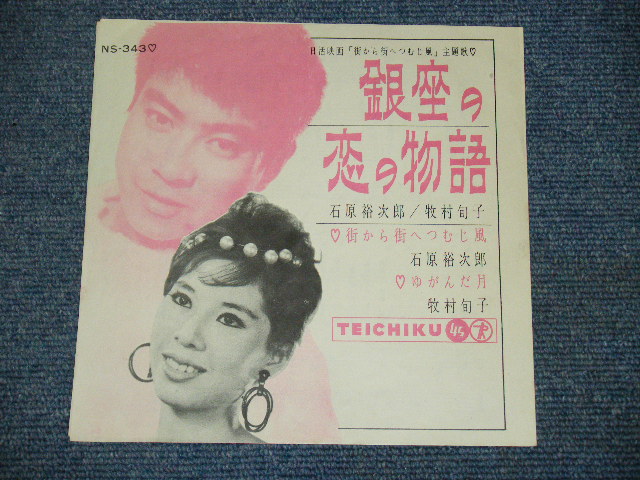 NS-343♡
日活映画「街から街へつむじ風」主題歌♡
銀座の
恋の物語
石原裕次郎／牧村旬子
♡街から街へつむじ風
石原裕次郎
♡ゆがんだ月
牧村旬子
TEICHIKU